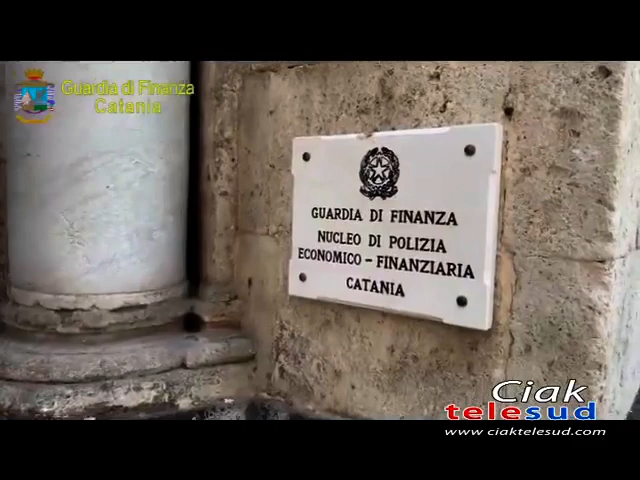 Guardia di Finanza
Catania
GUARDIA DI FINANZA
NUCLEO DI POLIZIA
ECONOMICO - FINANZIARIA
CATANIA
Ciak
telesud
www.ciaktelesud.com